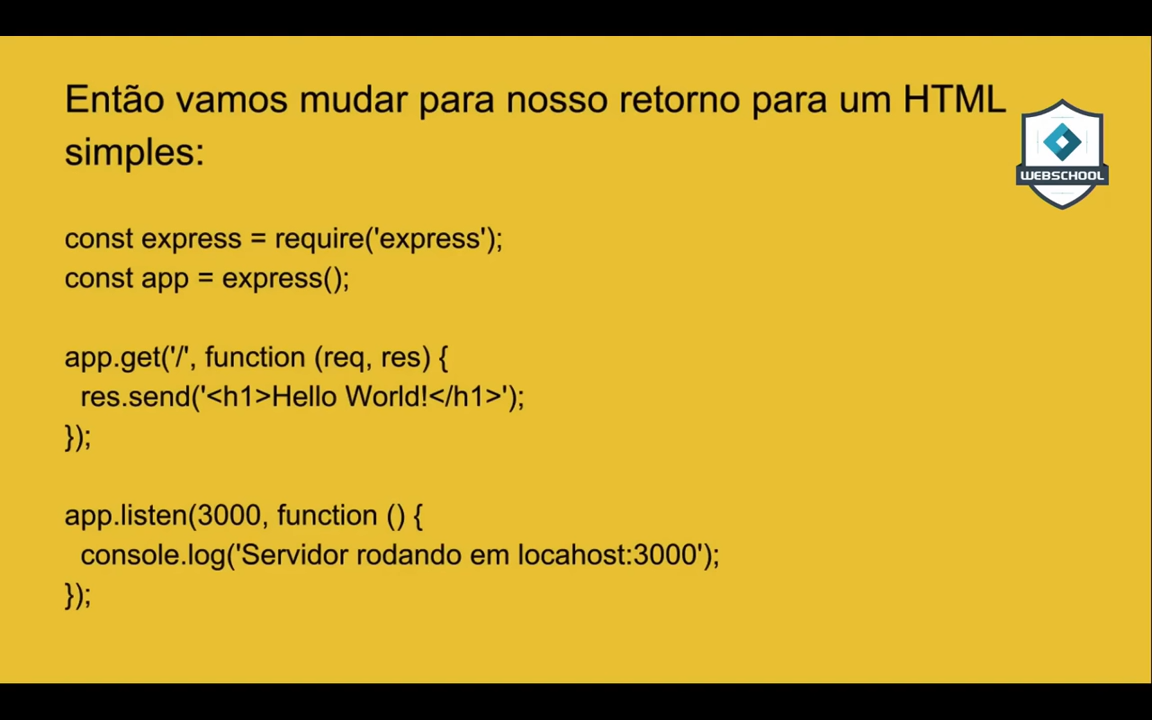 Então vamos mudar para nosso retorno para um HTML
simples:
WEBSCHOOL
const express = require('express');
const app = express();
app.get('/', function (req, res) {
res.send('<h1>Hello World!</h1>');
});
app.listen(3000, function () {
console.log('Servidor rodando em locahost:3000');
});